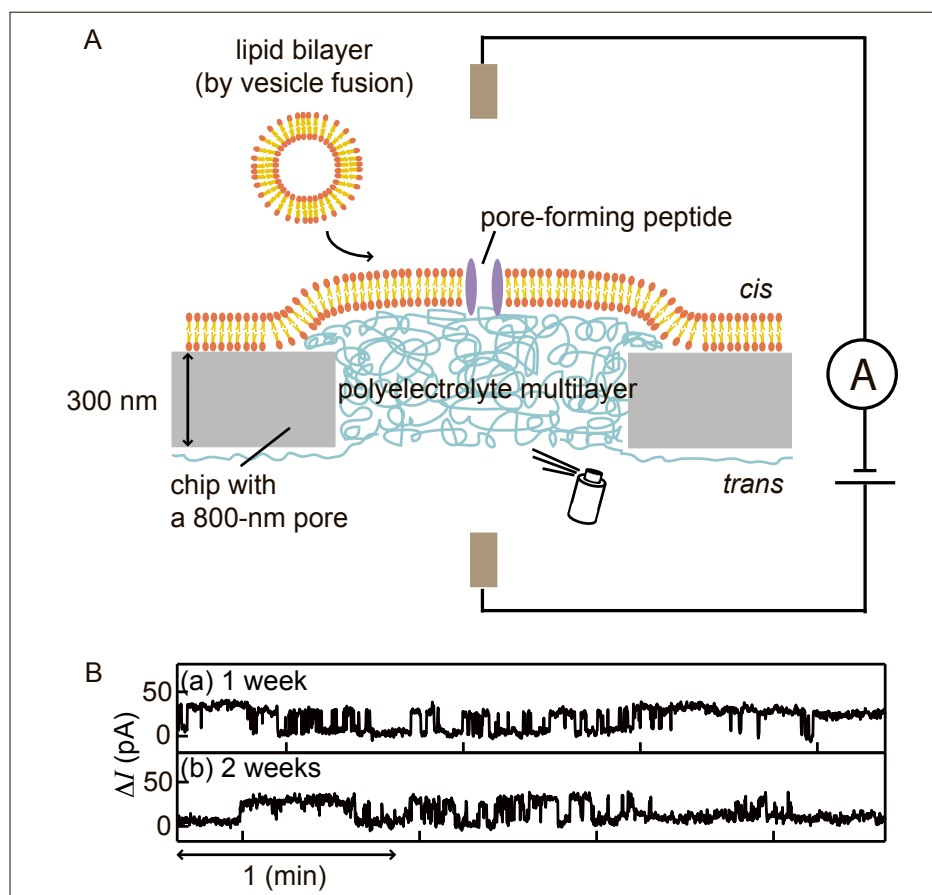 A
lipid bilayer
(by vesicle fusion)
pore-forming peptide
cis
A
300 nm
polyelectrolyte multilayer
chip with
a 800-nm pore
trans
B
(a) 1 week
50
0
ΔI (pA)
(b) 2 weeks
50
0
1 (min)